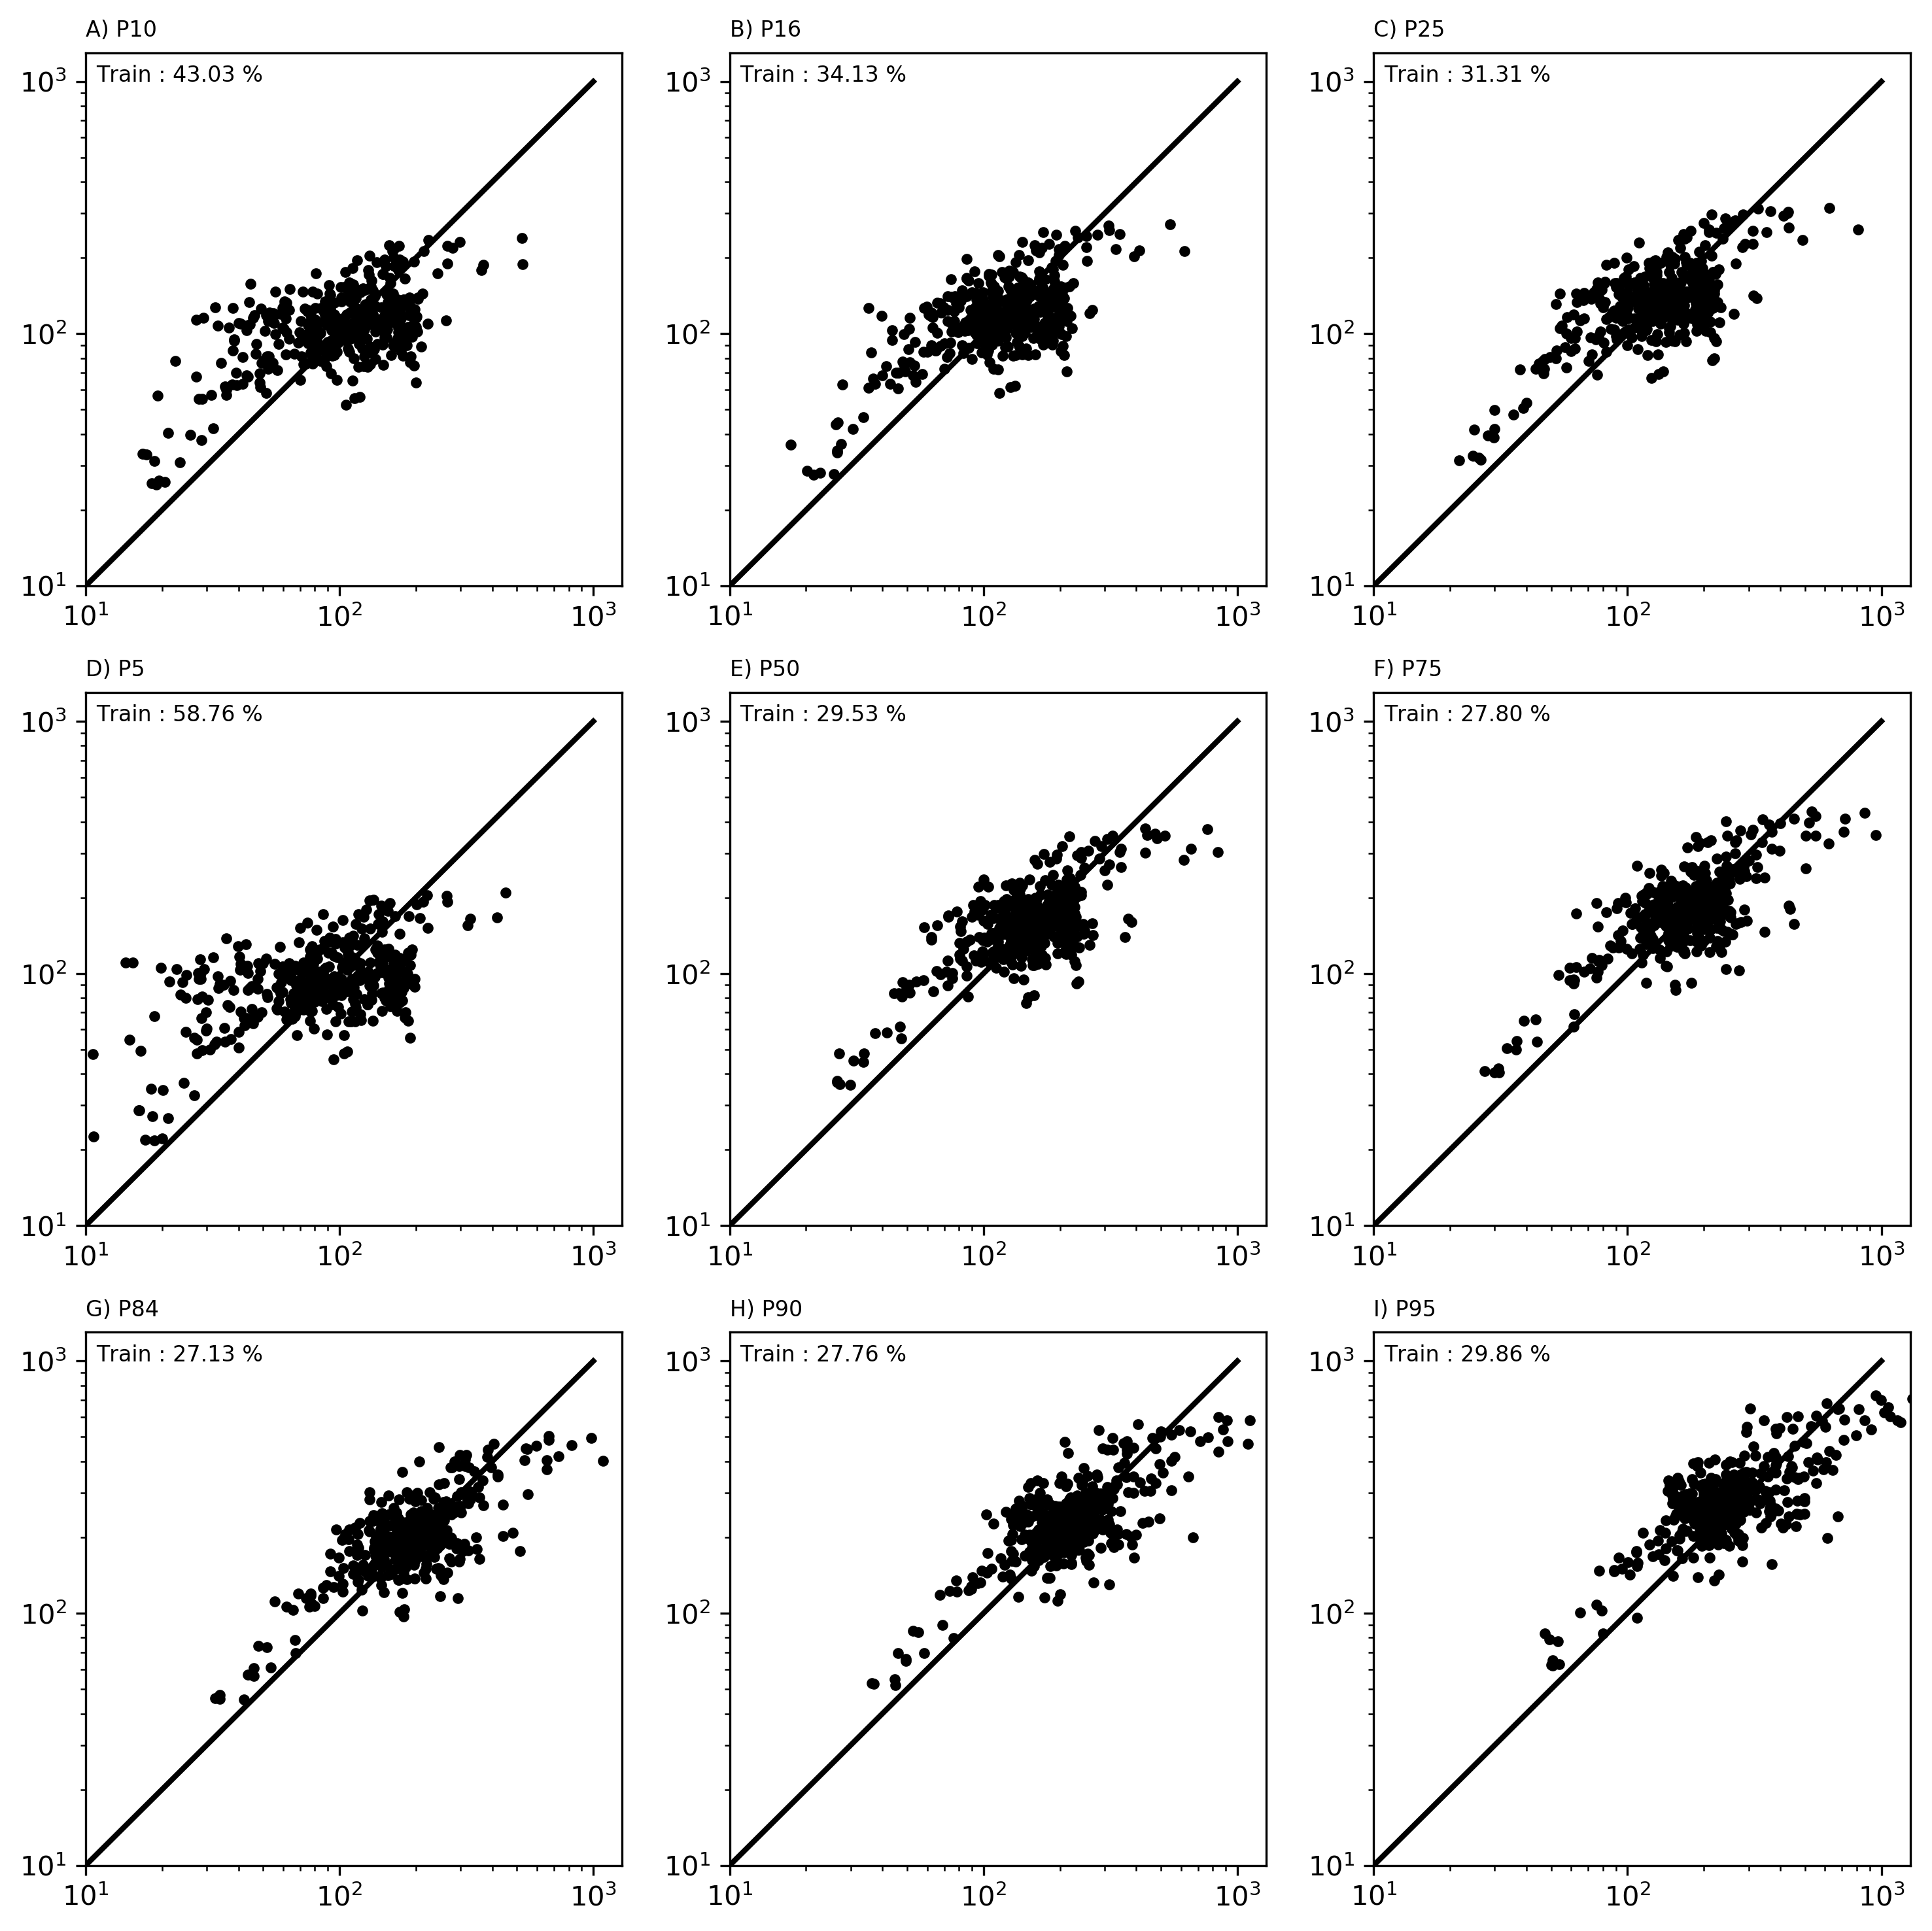 A) P10
B) P16
C) P25
Train : 43.03 %
Train : 34.13 %
Train : 31.31 %
10³
10³
10³
10²
10²
10²
10¹
10¹
10¹
10¹ 10² 10³
10¹ 10² 10³
10¹ 10² 10³
D) P5
E) P50
F) P75
Train : 58.76 %
Train : 29.53 %
Train : 27.80 %
10³
10³
10³
10²
10²
10²
10¹
10¹
10¹
10¹ 10² 10³
10¹ 10² 10³
10¹ 10² 10³
G) P84
H) P90
I) P95
Train : 27.13 %
Train : 27.76 %
Train : 29.86 %
10³
10³
10³
10²
10²
10²
10¹
10¹
10¹
10¹ 10² 10³
10¹ 10² 10³
10¹ 10² 10³